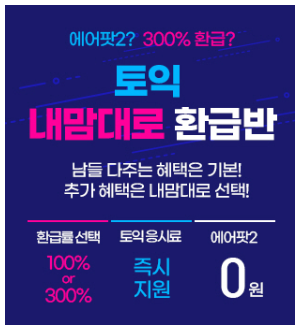 에어팟2? 300% 환급?
토익
내맘대로 환급반
남들 다주는 혜택은 기본!
추가 혜택은 내맘대로 선택!
환급률 선택
100%
or
300%
토익 응시료
즉시
지원
에어팟2
0원